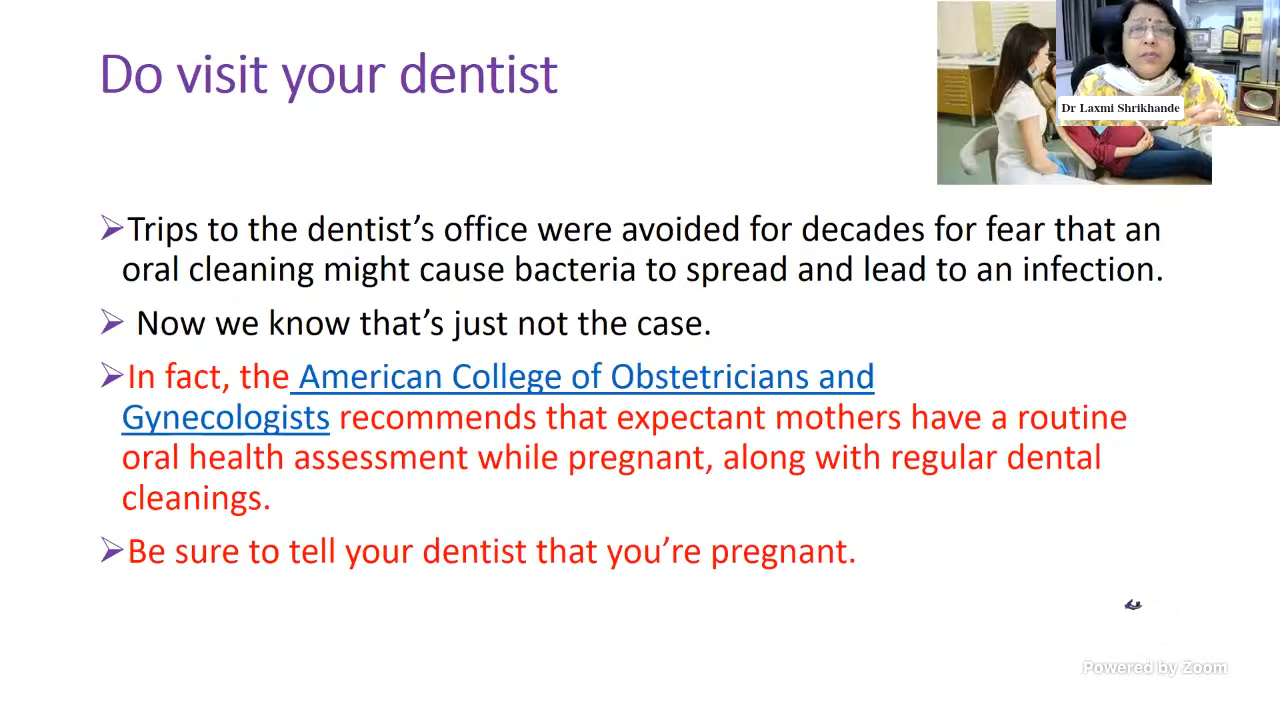 Do visit your dentist
Dr Laxmi Shrikhande
➢Trips to the dentist’s office were avoided for decades for fear that an
oral cleaning might cause bacteria to spread and lead to an infection.
➢ Now we know that’s just not the case.
➢In fact, the American College of Obstetricians and
Gynecologists recommends that expectant mothers have a routine
oral health assessment while pregnant, along with regular dental
cleanings.
➢Be sure to tell your dentist that you’re pregnant.
Powered by Zoom